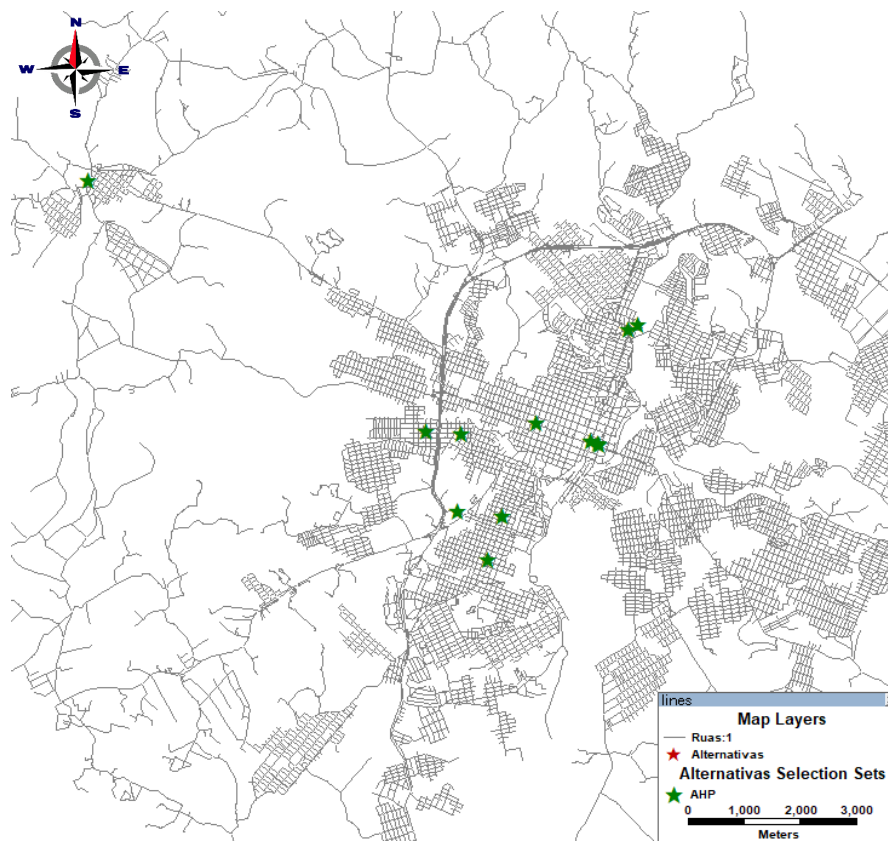 N
W E
S
lines
Map Layers
Ruas:1
Alternativas
Alternativas Selection Sets
AHP
0 1,000 2,000 3,000
Meters